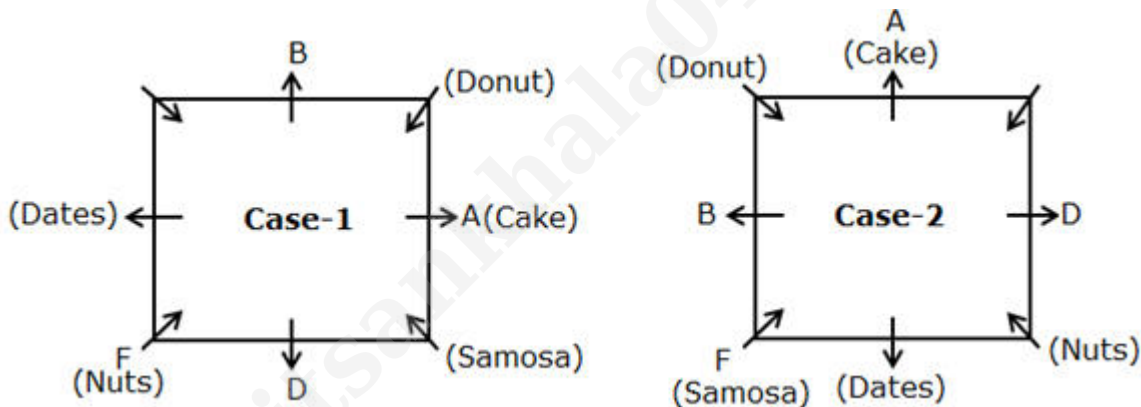 B
(Donut)
(Dates)
Case-1
A(Cake)
F
(Nuts)
D
(Samosa)
A
(Cake)
(Donut)
B
Case-2
D
F
(Samosa)
(Dates)
(Nuts)